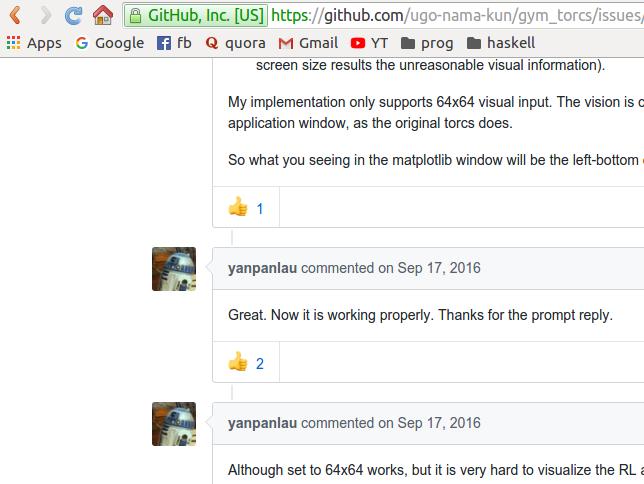 GitHub, Inc. [US] https://github.com/ugo-nama-kun/gym_torcs/issues/
Apps Google fb quora Gmail YT prog haskell
screen size results the unreasonable visual information).
My implementation only supports 64x64 visual input. The vision is
application window, as the original torcs does.
So what you seeing in the matplotlib window will be the left-bottom
1
yanpanlau commented on Sep 17, 2016
Great. Now it is working properly. Thanks for the prompt reply.
2
yanpanlau commented on Sep 17, 2016
Although set to 64x64 works, but it is very hard to visualize the RL a